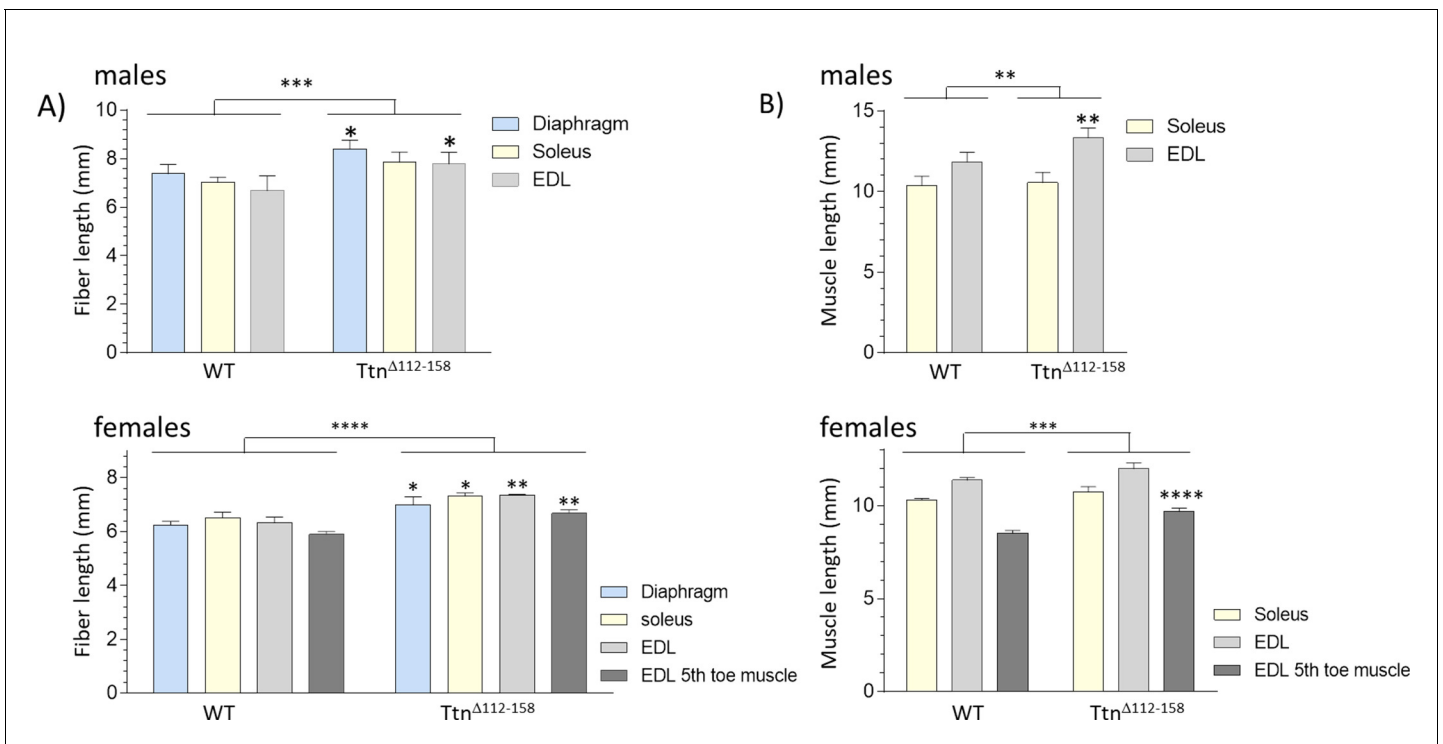 A)
males
***
Fiber length (mm)
10
8
6
4
2
0
*
*
WT
TtnΔ112-158
Diaphragm
Soleus
EDL
B)
males
**
Muscle length (mm)
15
10
5
0
**
WT
TtnΔ112-158
Soleus
EDL
females
****
Fiber length (mm)
8
6
4
2
0
*
*
**
**
WT
TtnΔ112-158
Diaphragm
soleus
EDL
EDL 5th toe muscle
females
***
Muscle length (mm)
10
5
0
****
WT
TtnΔ112-158
Soleus
EDL
EDL 5th toe muscle